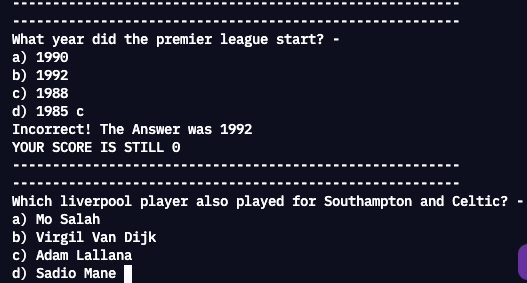 --------------------------------------------------------
--------------------------------------------------------
What year did the premier league start? -
a) 1990
b) 1992
c) 1988
d) 1985 c
Incorrect! The Answer was 1992
YOUR SCORE IS STILL 0
--------------------------------------------------------
--------------------------------------------------------
Which liverpool player also played for Southampton and Celtic? -
a) Mo Salah
b) Virgil Van Dijk
c) Adam Lallana
d) Sadio Mane